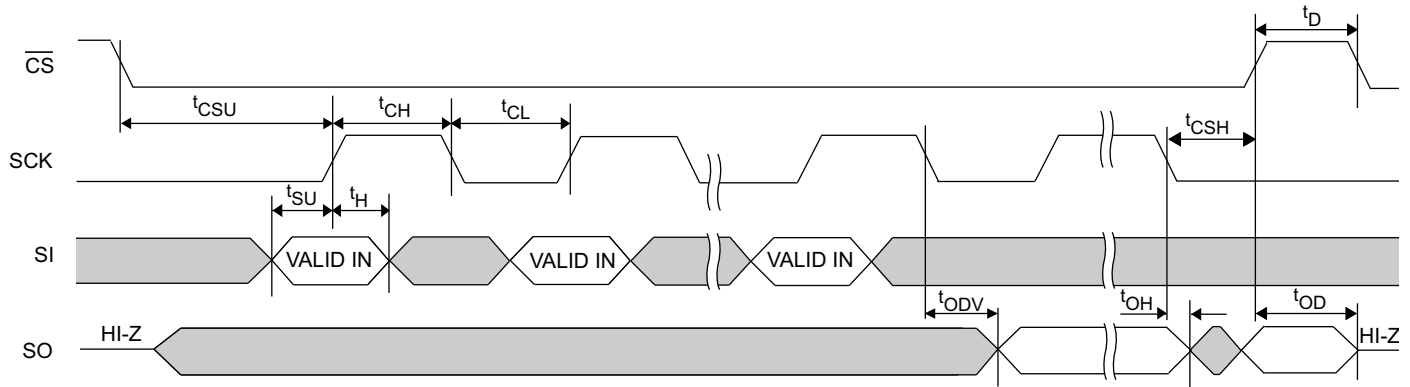 tD
CS
tCSU
tCH
tCL
tCSH
SCK
tSU
tH
SI
VALID IN
VALID IN
VALID IN
tODV
tOH
tOD
HI-Z
HI-Z
SO